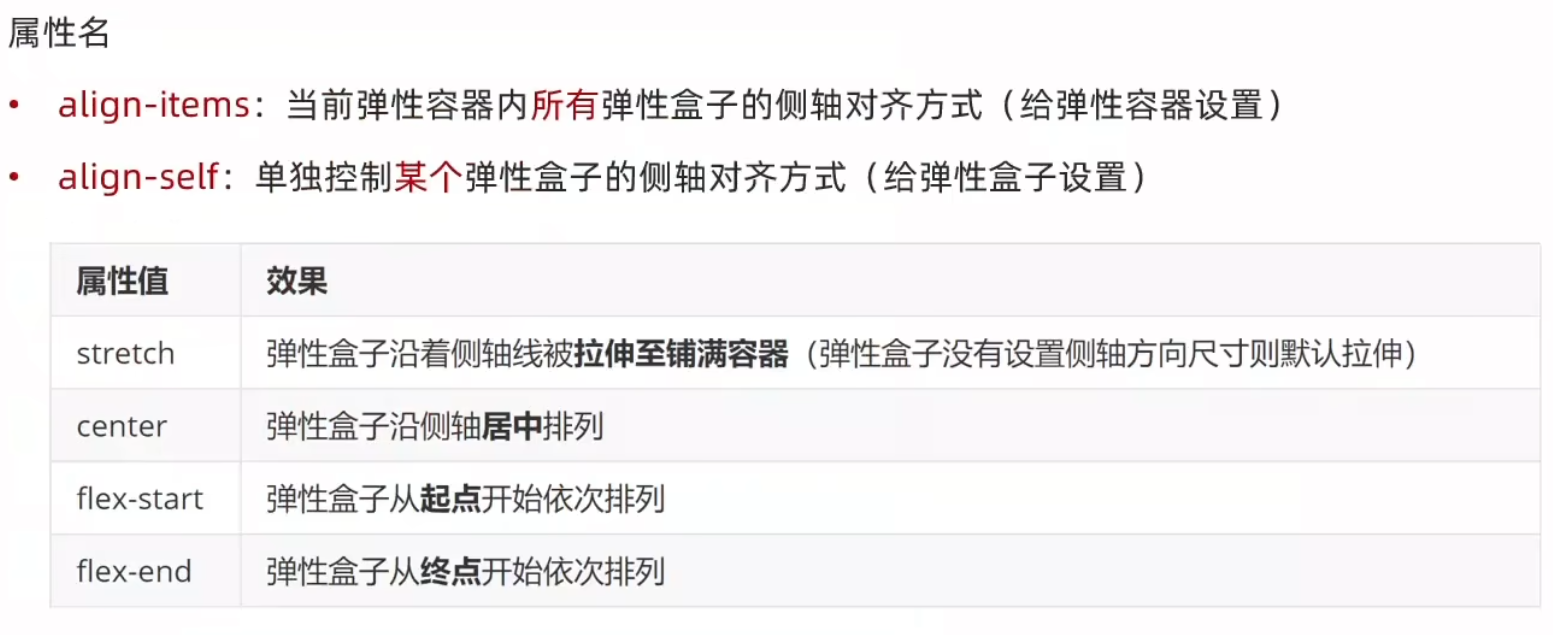 属性名
• align-items：当前弹性容器内所有弹性盒子的侧轴对齐方式（给弹性容器设置）
• align-self：单独控制某个弹性盒子的侧轴对齐方式（给弹性盒子设置）
属性值 效果
stretch 弹性盒子沿着侧轴线被拉伸至铺满容器（弹性盒子没有设置侧轴方向尺寸则默认拉伸）
center 弹性盒子沿侧轴居中排列
flex-start 弹性盒子从起点开始依次排列
flex-end 弹性盒子从终点开始依次排列